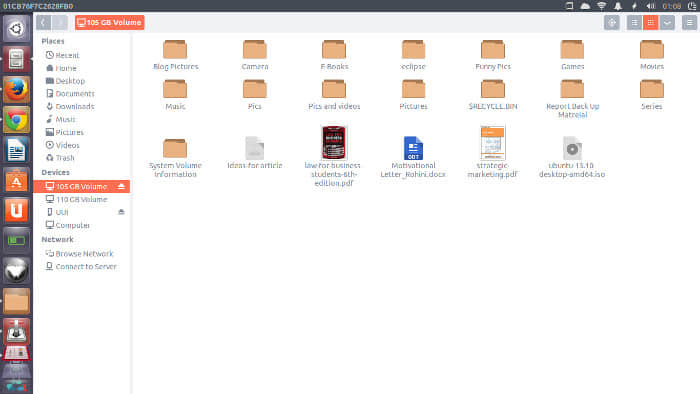 01CB76F7C2628FB0
01:08
105 GB Volume
Places
Recent
Home
Desktop
Documents
Downloads
Music
Pictures
Videos
Trash
Devices
105 GB Volume
110 GB Volume
UUI
Computer
Network
Browse Network
Connect to Server
Blog Pictures
Camera
E-Books
eclipse
Funny Pics
Games
Movies
Music
Pics
Pics and videos
Pictures
$RECYCLE.BIN
Report Back Up
Matreial
Series
System Volume
Information
Ideas-for-article
law-for-business-
students-6th-
edition.pdf
ODT
Motivational
Letter_Rohini.docx
strategic-
marketing.pdf
ubuntu-13.10-
desktop-amd64.iso